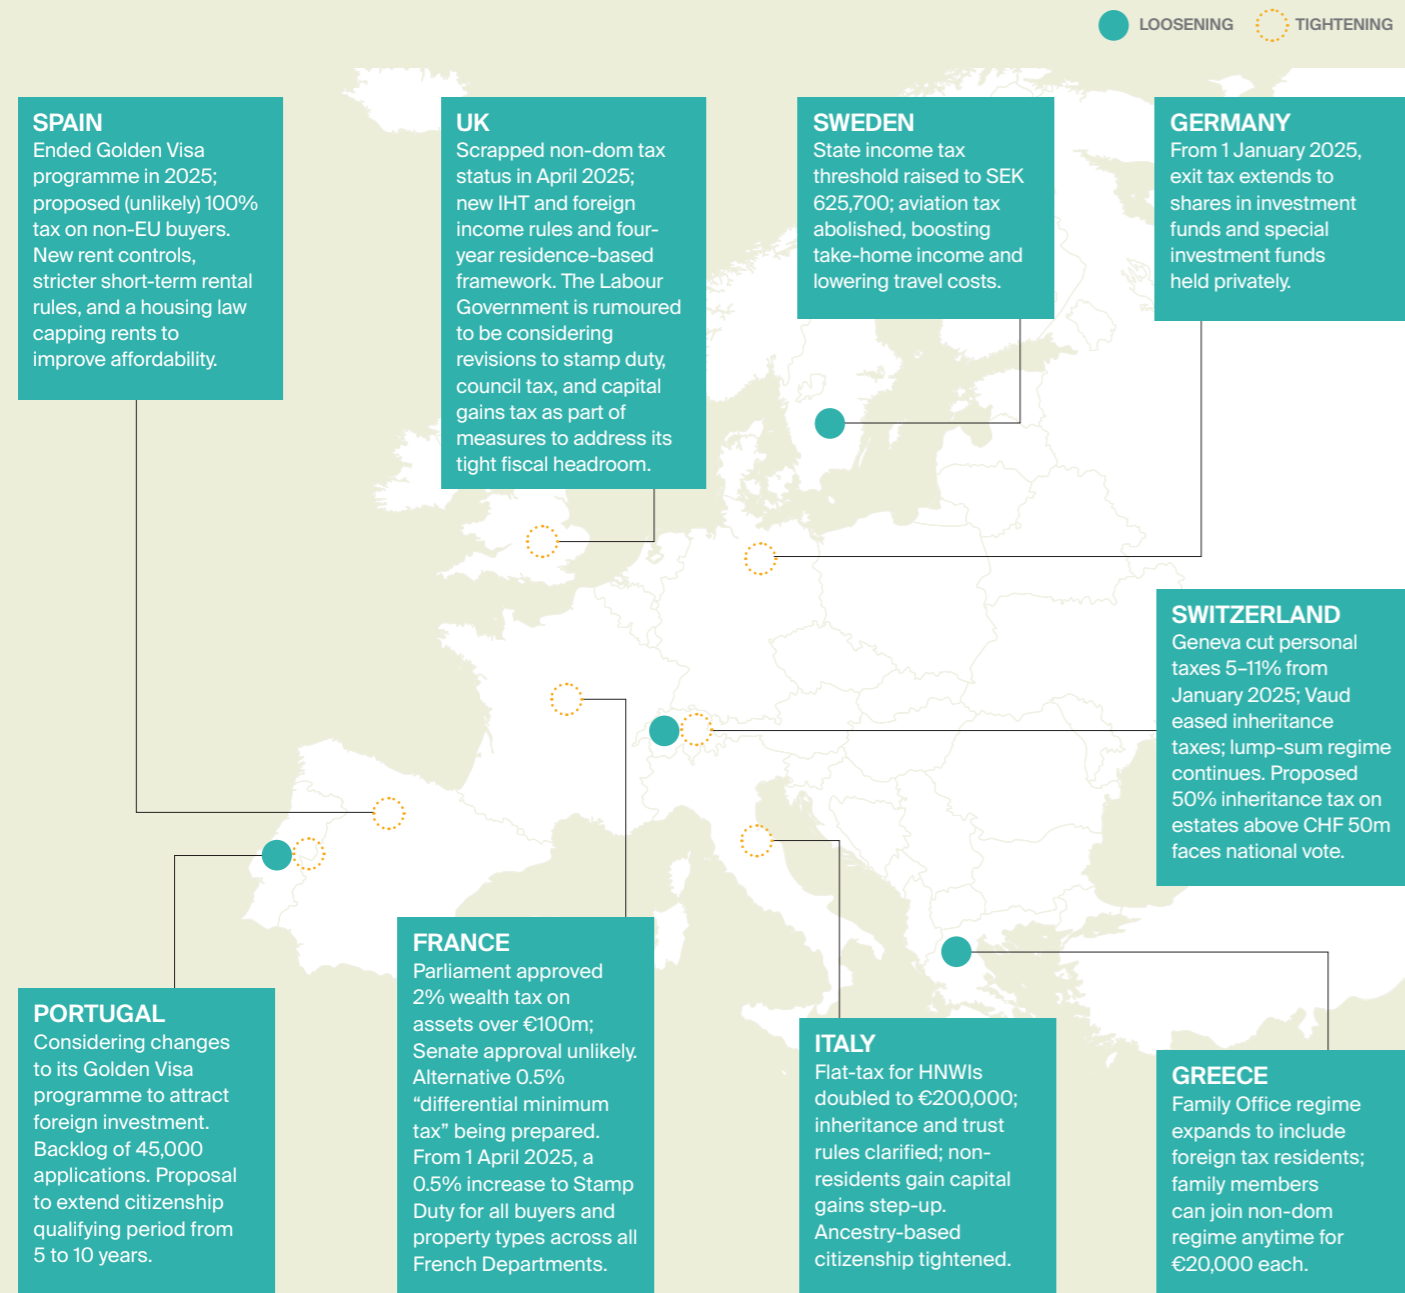 LOOSENING
TIGHTENING
SPAIN
Ended Golden Visa
programme in 2025;
proposed (unlikely) 100%
tax on non-EU buyers.
New rent controls,
stricter short-term rental
rules, and a housing law
capping rents to
improve affordability.
UK
Scrapped non-dom tax
status in April 2025;
new IHT and foreign
income rules and four-
year residence-based
framework. The Labour
Government is rumoured
to be considering
revisions to stamp duty,
council tax, and capital
gains tax as part of
measures to address its
tight fiscal headroom.
SWEDEN
State income tax
threshold raised to SEK
625,700; aviation tax
abolished, boosting
take-home income and
lowering travel costs.
GERMANY
From 1 January 2025,
exit tax extends to
shares in investment
funds and special
investment funds
held privately.
SWITZERLAND
Geneva cut personal
taxes 5–11% from
January 2025; Vaud
eased inheritance
taxes; lump-sum regime
continues. Proposed
50% inheritance tax on
estates above CHF 50m
faces national vote.
PORTUGAL
Considering changes
to its Golden Visa
programme to attract
foreign investment.
Backlog of 45,000
applications. Proposal
to extend citizenship
qualifying period from
5 to 10 years.
FRANCE
Parliament approved
2% wealth tax on
assets over €100m;
Senate approval unlikely.
Alternative 0.5%
“differential minimum
tax” being prepared.
From 1 April 2025, a
0.5% increase to Stamp
Duty for all buyers and
property types across all
French Departments.
ITALY
Flat-tax for HNWIs
doubled to €200,000;
inheritance and trust
rules clarified; non-
residents gain capital
gains step-up.
Ancestry-based
citizenship tightened.
GREECE
Family Office regime
expands to include
foreign tax residents;
family members
can join non-dom
regime anytime for
€20,000 each.